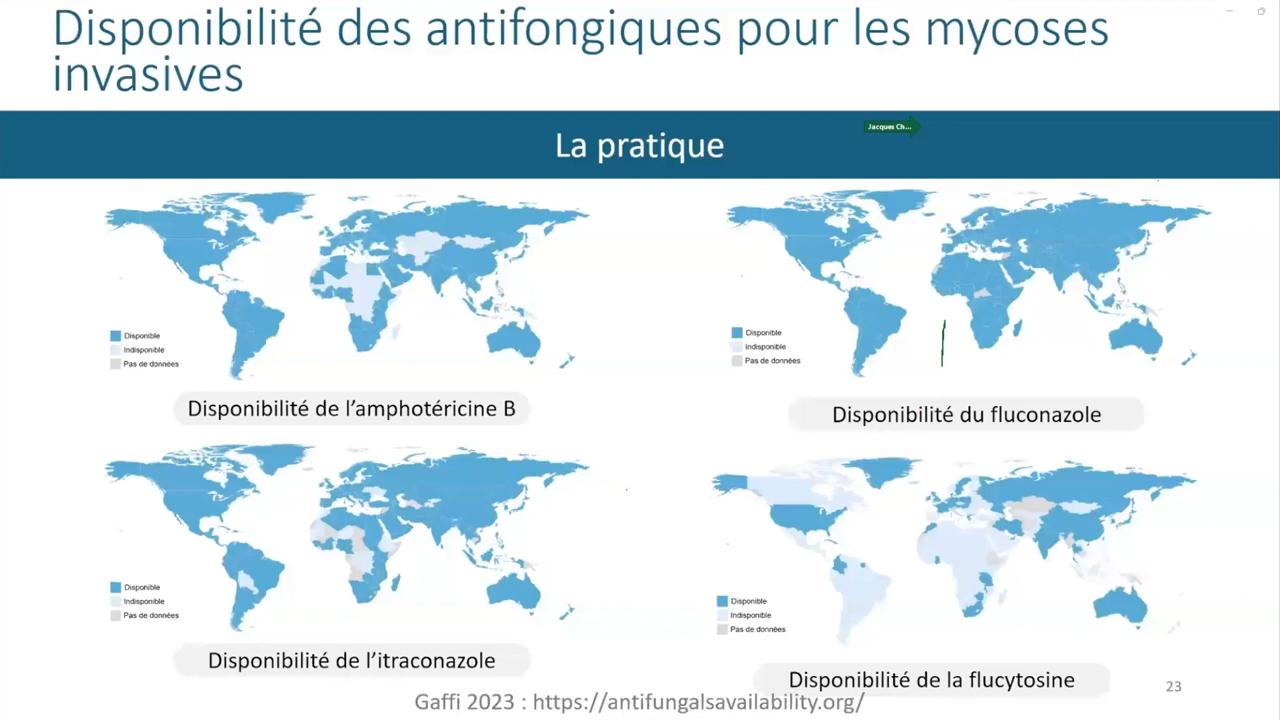 Disponibilité des antifongiques pour les mycoses
invasives
Jacques Ch...
La pratique
Disponible
Indisponible
Pas de données
Disponibilité de l’amphotéricine B
Disponible
Indisponible
Pas de données
Disponibilité du fluconazole
Disponible
Indisponible
Pas de données
Disponibilité de l’itraconazole
Disponible
Indisponible
Pas de données
Disponibilité de la flucytosine
Gaffi 2023 : https://antifungalsavailability.org/
23